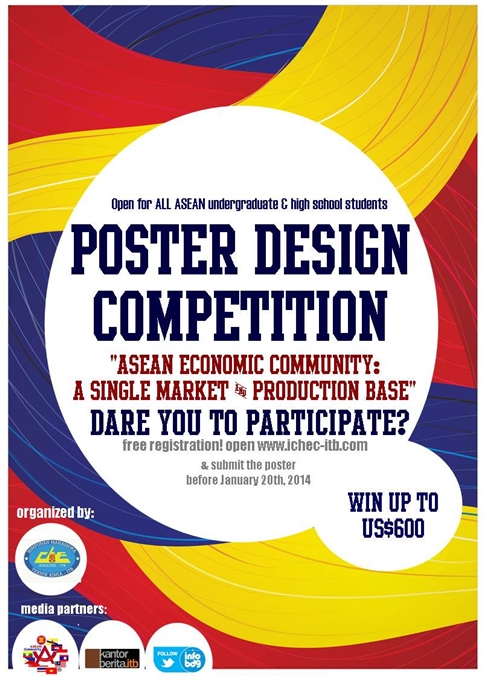 Open for ALL ASEAN undergraduate & high school students
POSTER DESIGN
COMPETITION
"ASEAN ECONOMIC COMMUNITY:
A SINGLE MARKET & PRODUCTION BASE"
DARE YOU TO PARTICIPATE?
free registration! open www.ichec-itb.com
& submit the poster
before January 20th, 2014
WIN UP TO
US$600
organized by:
media partners:
kantor
berita.itb
FOLLOW
info
bdg